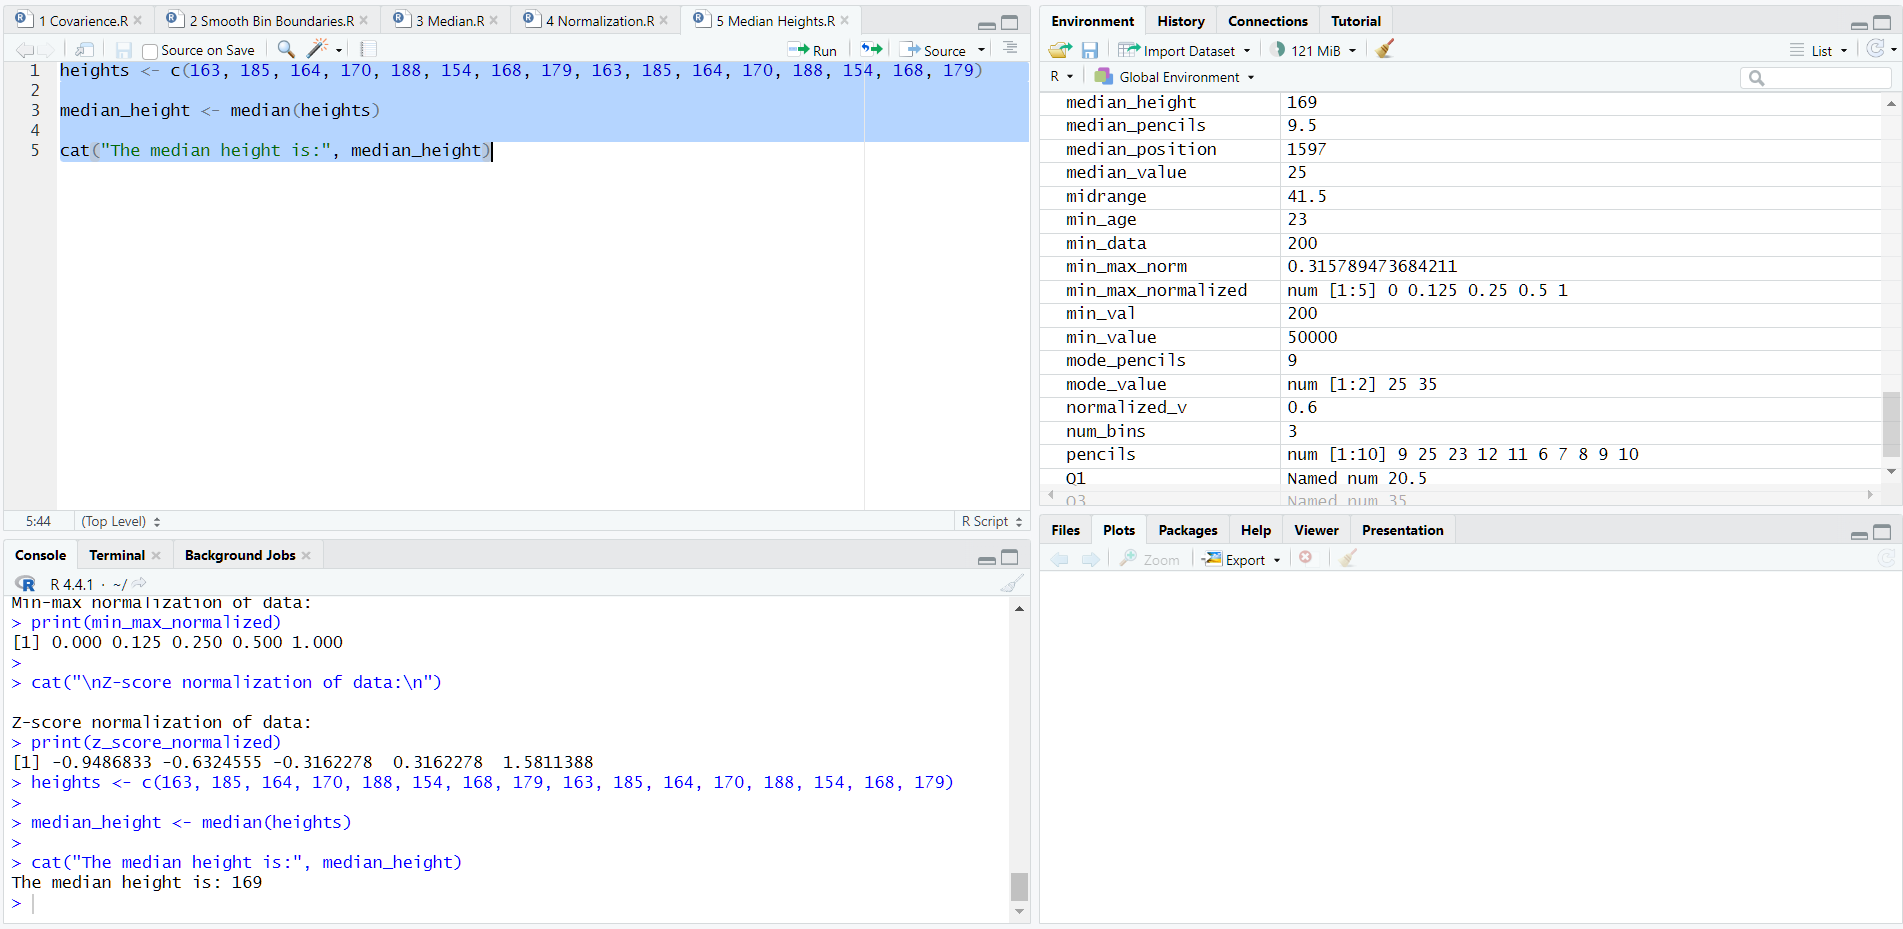 1 Covarience.R
2 Smooth Bin Boundaries.R
3 Median.R
4 Normalization.R
5 Median Heights.R
Source on Save
Run
Source
1 heights <- c(163, 185, 164, 170, 188, 154, 168, 179, 163, 185, 164, 170, 188, 154, 168, 179)
2
3 median_height <- median(heights)
4
5 cat("The median height is:", median_height)
5:44
(Top Level)
R Script
Console
Terminal
Background Jobs
R 4.4.1 · ~/
Min-max normalization of data:
> print(min_max_normalized)
[1] 0.000 0.125 0.250 0.500 1.000
>
> cat("\nZ-score normalization of data:\n")
Z-score normalization of data:
> print(z_score_normalized)
[1] -0.9486833 -0.6324555 -0.3162278  0.3162278  1.5811388
> heights <- c(163, 185, 164, 170, 188, 154, 168, 179, 163, 185, 164, 170, 188, 154, 168, 179)
>
> median_height <- median(heights)
>
> cat("The median height is:", median_height)
The median height is: 169
>
Environment
History
Connections
Tutorial
Import Dataset
121 MiB
List
R
Global Environment
median_height 169
median_pencils 9.5
median_position 1597
median_value 25
midrange 41.5
min_age 23
min_data 200
min_max_norm 0.315789473684211
min_max_normalized num [1:5] 0 0.125 0.25 0.5 1
min_val 200
min_value 50000
mode_pencils 9
mode_value num [1:2] 25 35
normalized_v 0.6
num_bins 3
pencils num [1:10] 9 25 23 12 11 6 7 8 9 10
Q1 Named num 20.5
Q3 Named num 35
Files
Plots
Packages
Help
Viewer
Presentation
Zoom
Export